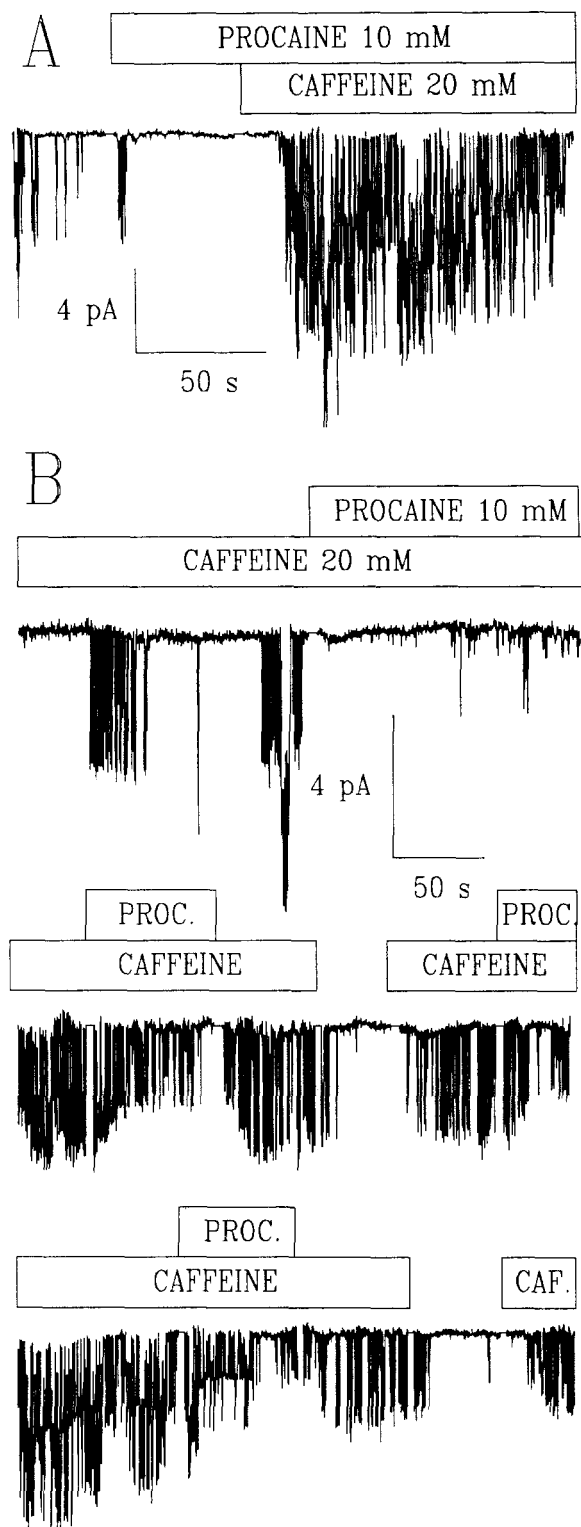 A
PROCAINE 10 mM
CAFFEINE 20 mM
4 pA
50 s
B
PROCAINE 10 mM
CAFFEINE 20 mM
4 pA
50 s
PROC.
PROC.
CAFFEINE
CAFFEINE
PROC.
CAFFEINE
CAF.